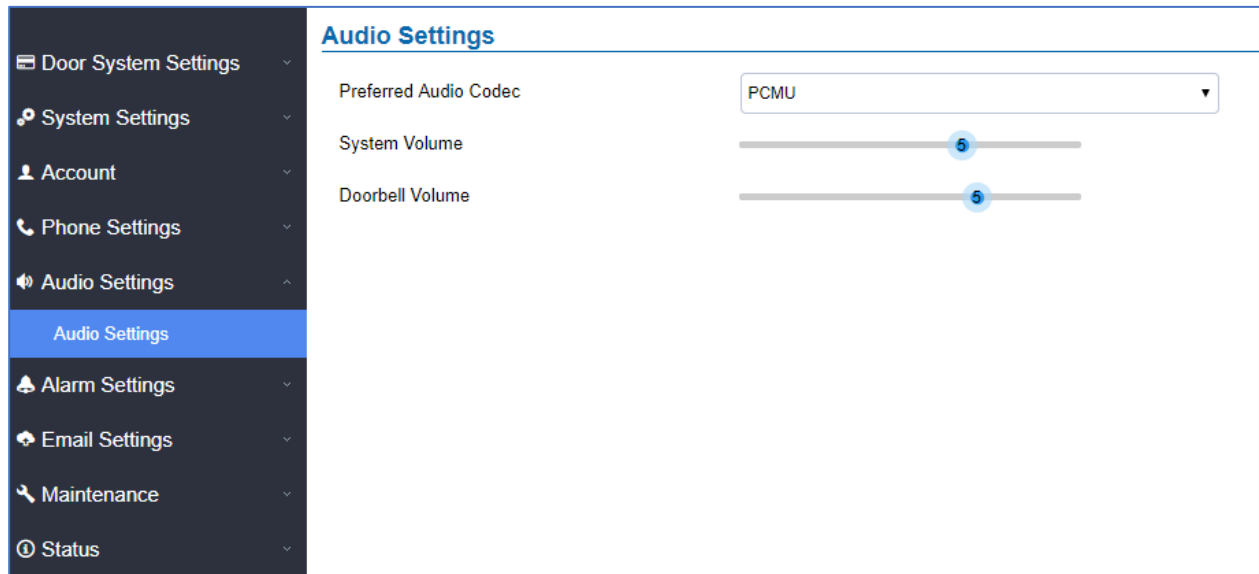 Door System Settings
System Settings
Account
Phone Settings
Audio Settings
Audio Settings
Alarm Settings
Email Settings
Maintenance
Status
Audio Settings
Preferred Audio Codec
PCMU
System Volume
5
Doorbell Volume
5